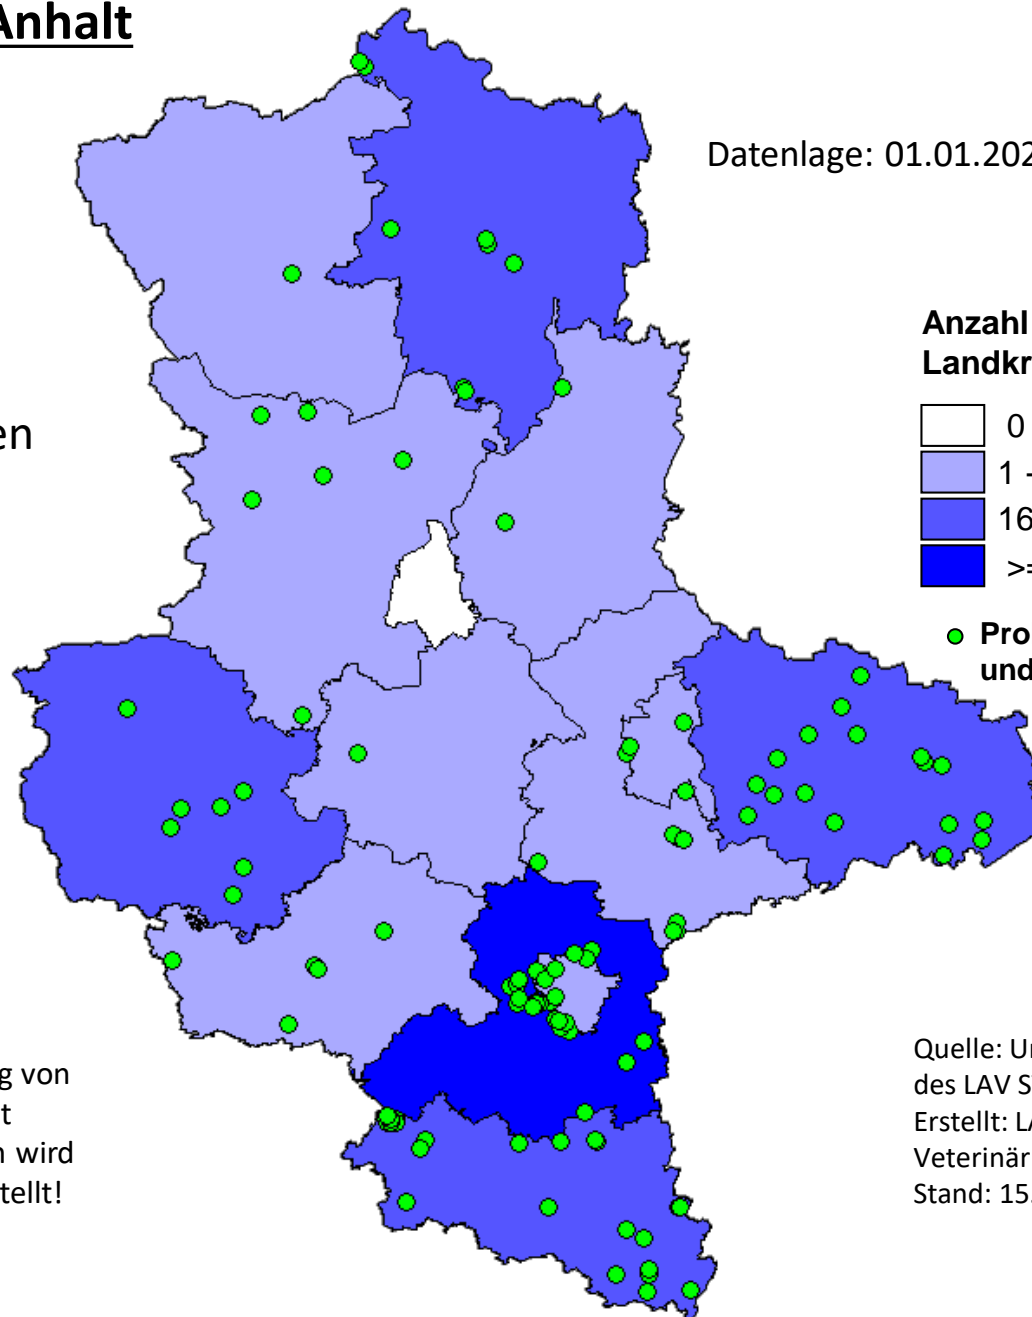 Anhalt
Datenlage: 01.01.202
Anzahl
Landkr
en
0
1 -
16
>=
Pro
und
g von
t
n wird
tellt!
Quelle: Un
des LAV S
Erstellt: LA
Veterinär
Stand: 15.